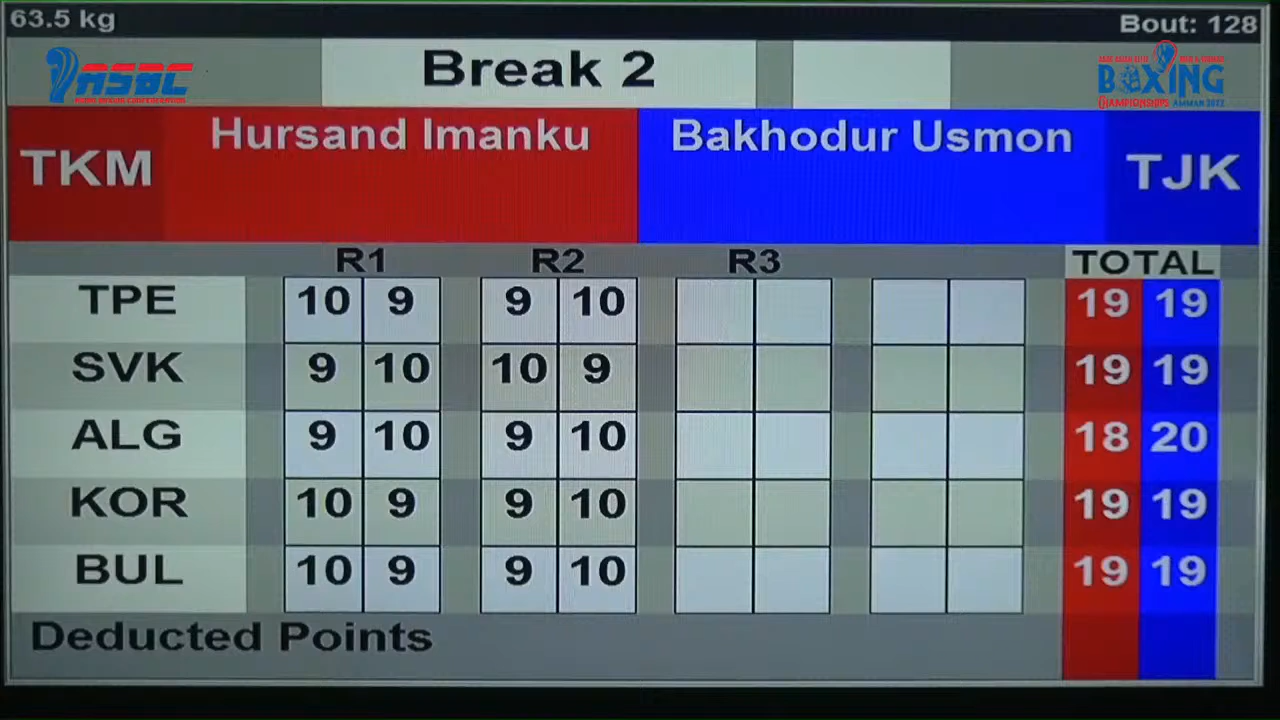 63.5 kg
Bout: 128
ASBC
Break 2
BOXING
CHAMPIONSHIPS AMMAN 2022
TKM
Hursand Imanku
Bakhodur Usmon
TJK
R1 R2 R3 TOTAL
TPE 10 9 9 10 19 19
SVK 9 10 10 9 19 19
ALG 9 10 9 10 18 20
KOR 10 9 9 10 19 19
BUL 10 9 9 10 19 19
Deducted Points